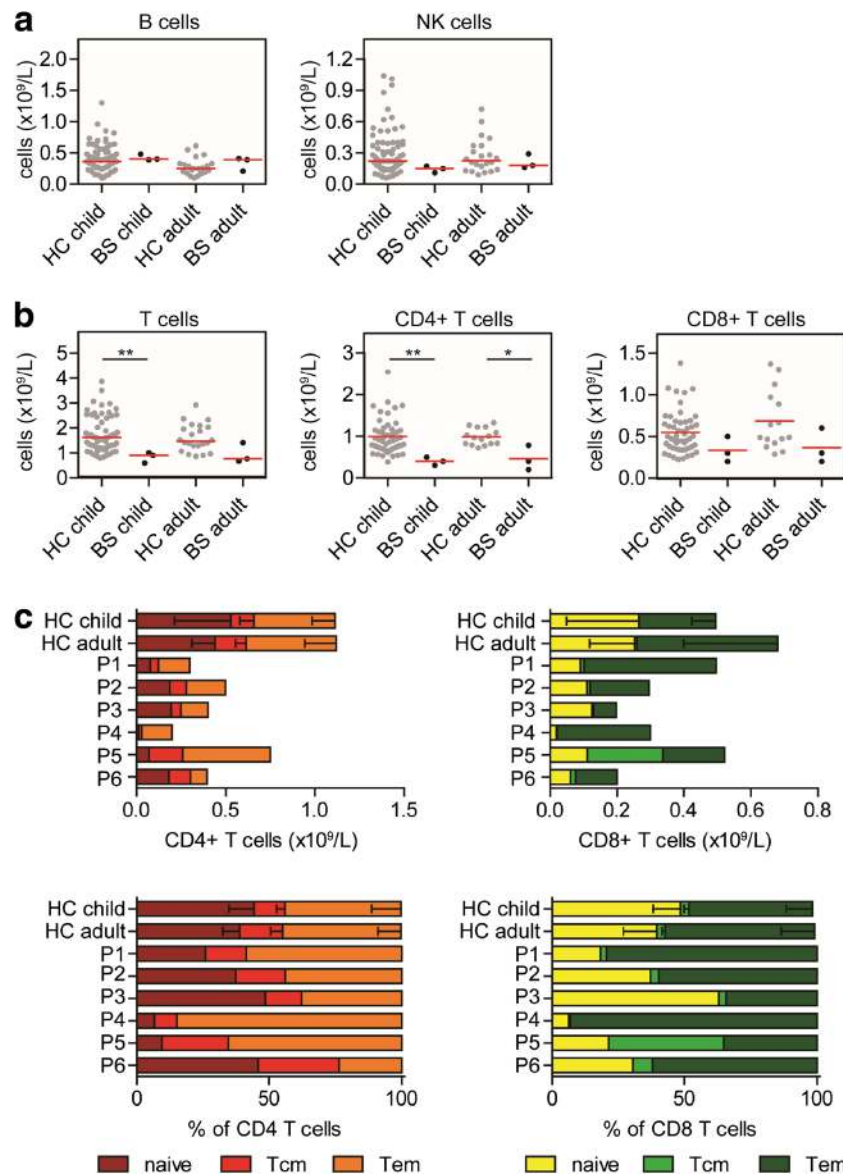 a
B cells
NK cells
cells (x10⁹/L)
2.0
1.5
1.0
0.5
0
HC child
BS child
HC adult
BS adult
cells (x10⁹/L)
1.2
0.9
0.6
0.3
0.0
HC child
BS child
HC adult
BS adult
b
T cells
CD4+ T cells
CD8+ T cells
cells (x10⁹/L)
5
4
3
2
1
0
**
HC child
BS child
HC adult
BS adult
cells (x10⁹/L)
3
2
1
0
**
*
HC child
BS child
HC adult
BS adult
cells (x10⁹/L)
1.5
1.0
0.5
0.0
HC child
BS child
HC adult
BS adult
c
HC child
HC adult
P1
P2
P3
P4
P5
P6
0.0 0.5 1.0 1.5
CD4+ T cells (x10⁹/L)
HC child
HC adult
P1
P2
P3
P4
P5
P6
0.0 0.2 0.4 0.6 0.8
CD8+ T cells (x10⁹/L)
HC child
HC adult
P1
P2
P3
P4
P5
P6
0 50 100
% of CD4 T cells
naive Tcm Tem
HC child
HC adult
P1
P2
P3
P4
P5
P6
0 50 100
% of CD8 T cells
naive Tcm Tem